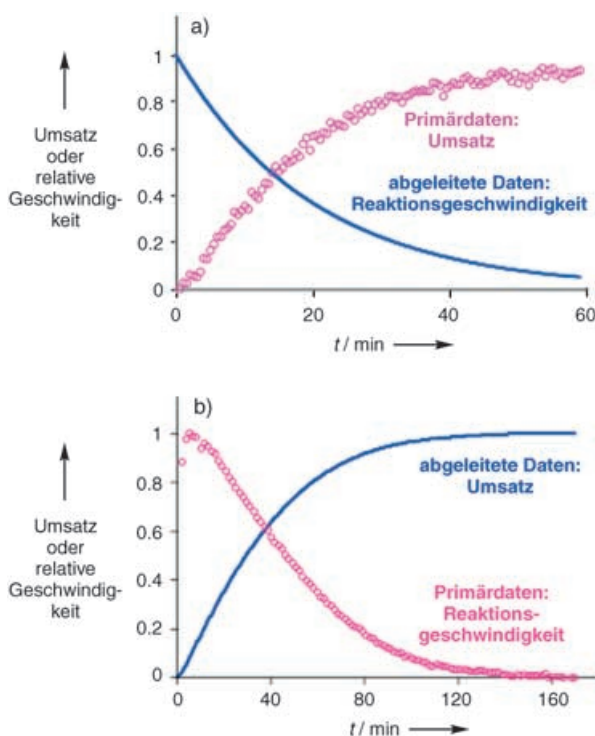 a)
Umsatz
oder
relative
Geschwindig-
keit
1
0.8
0.6
0.4
0.2
0
Primärdaten:
Umsatz
abgeleitete Daten:
Reaktionsgeschwindigkeit
0 20 40 60
t / min
b)
Umsatz
oder
relative
Geschwindig-
keit
1
0.8
0.6
0.4
0.2
0
abgeleitete Daten:
Umsatz
Primärdaten:
Reaktions-
geschwindigkeit
0 40 80 120 160
t / min